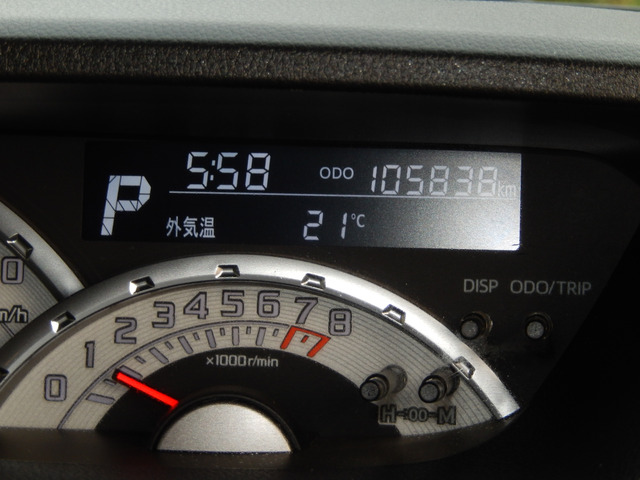 P 5:58 ODO 105838 km
外気温 21℃
DISP ODO/TRIP
0 1 2 3 4 5 6 7 8
×1000r/min
H -:00- M
0
m/h